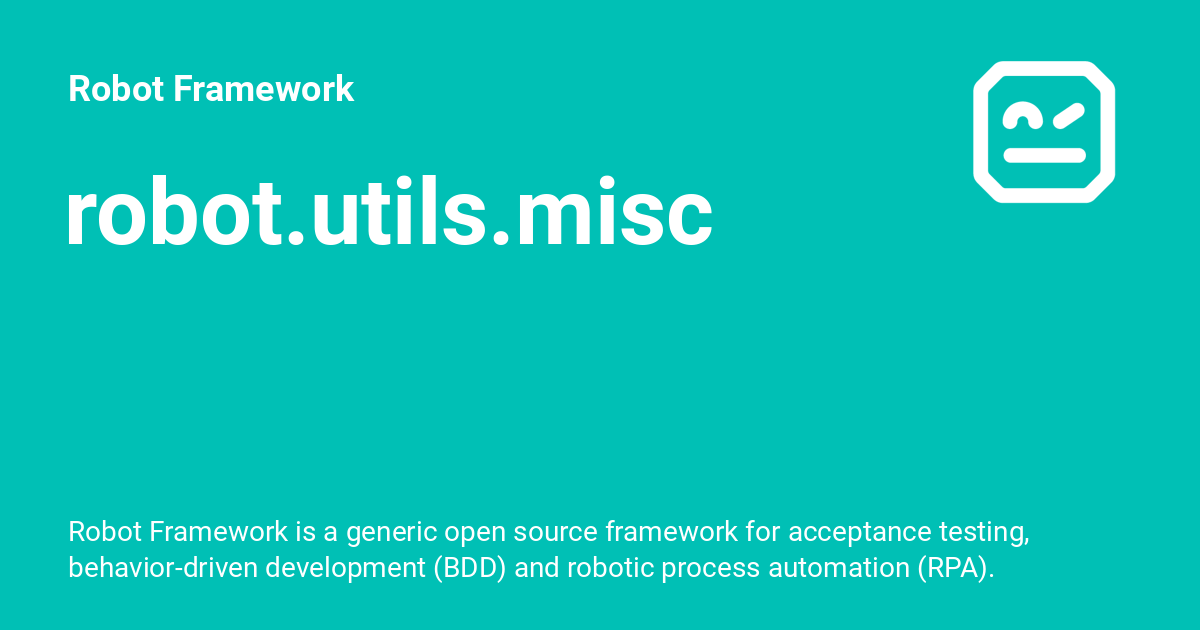 Robot Framework
robot.utils.misc
Robot Framework is a generic open source framework for acceptance testing,
behavior-driven development (BDD) and robotic process automation (RPA).